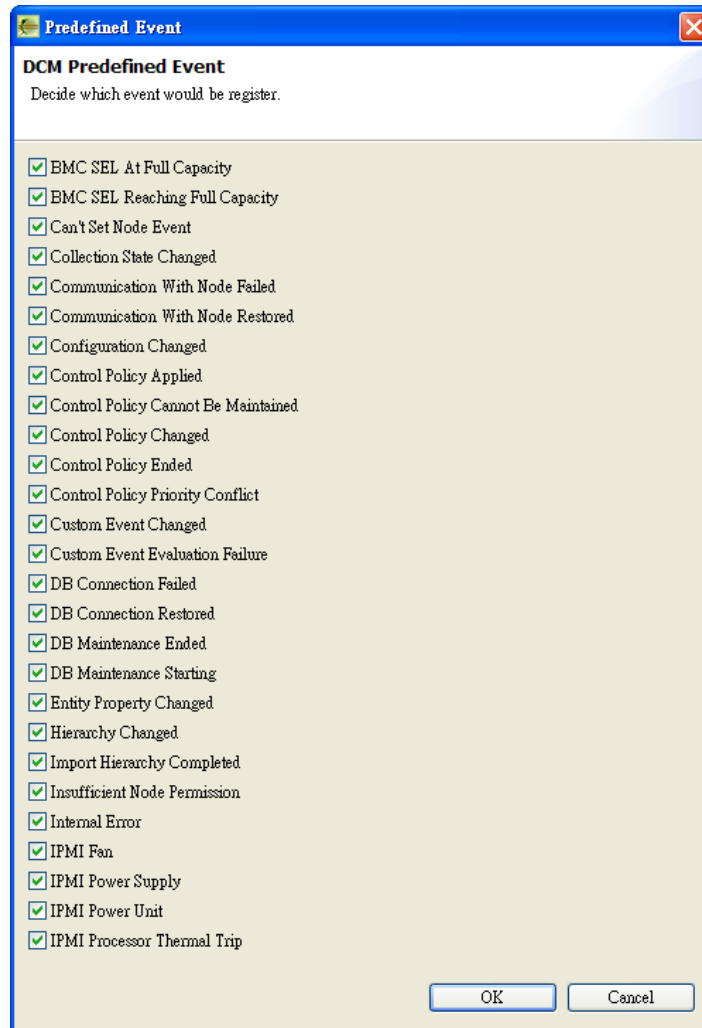 Predefined Event
DCM Predefined Event
Decide which event would be register.
BMC SEL At Full Capacity
BMC SEL Reaching Full Capacity
Can't Set Node Event
Collection State Changed
Communication With Node Failed
Communication With Node Restored
Configuration Changed
Control Policy Applied
Control Policy Cannot Be Maintained
Control Policy Changed
Control Policy Ended
Control Policy Priority Conflict
Custom Event Changed
Custom Event Evaluation Failure
DB Connection Failed
DB Connection Restored
DB Maintenance Ended
DB Maintenance Starting
Entity Property Changed
Hierarchy Changed
Import Hierarchy Completed
Insufficient Node Permission
Internal Error
IPMI Fan
IPMI Power Supply
IPMI Power Unit
IPMI Processor Thermal Trip
OK Cancel